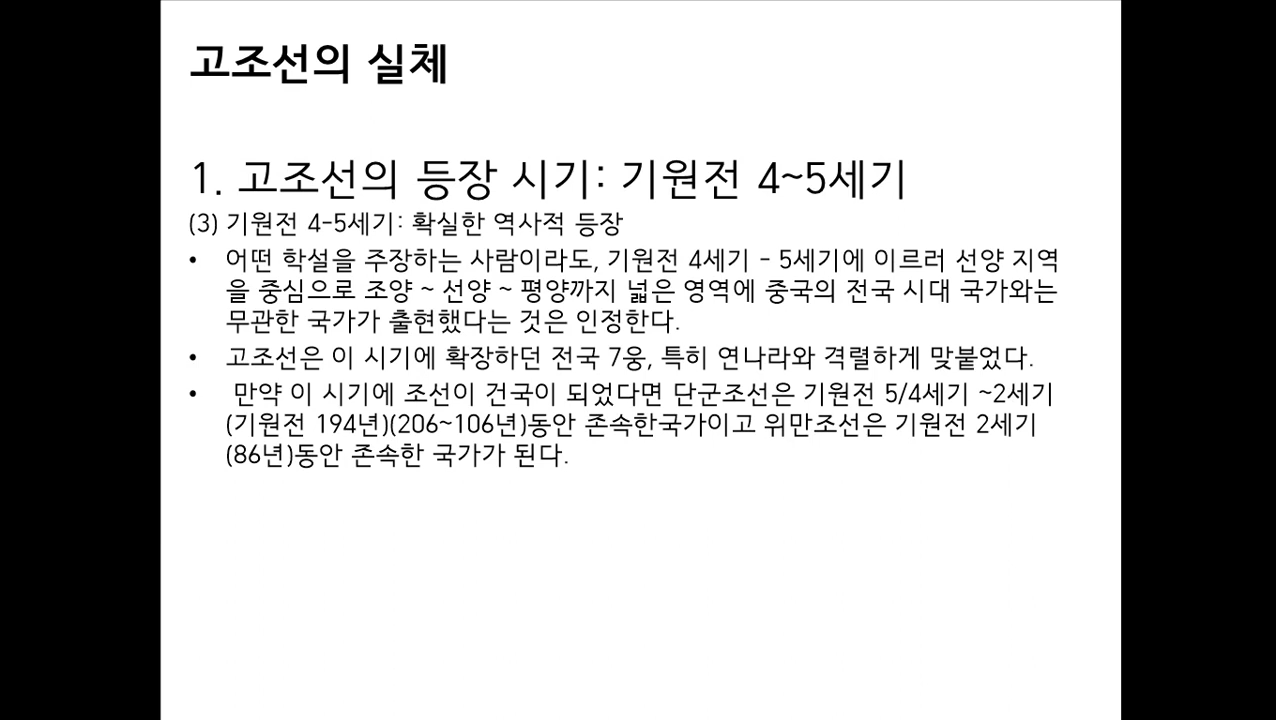 고조선의 실체
1. 고조선의 등장 시기: 기원전 4~5세기
(3) 기원전 4-5세기: 확실한 역사적 등장
• 어떤 학설을 주장하는 사람이라도, 기원전 4세기 - 5세기에 이르러 선양 지역
을 중심으로 조양 ~ 선양 ~ 평양까지 넓은 영역에 중국의 전국 시대 국가와는
무관한 국가가 출현했다는 것은 인정한다.
• 고조선은 이 시기에 확장하던 전국 7웅, 특히 연나라와 격렬하게 맞붙었다.
• 만약 이 시기에 조선이 건국이 되었다면 단군조선은 기원전 5/4세기 ~2세기
(기원전 194년)(206~106년)동안 존속한국가이고 위만조선은 기원전 2세기
(86년)동안 존속한 국가가 된다.